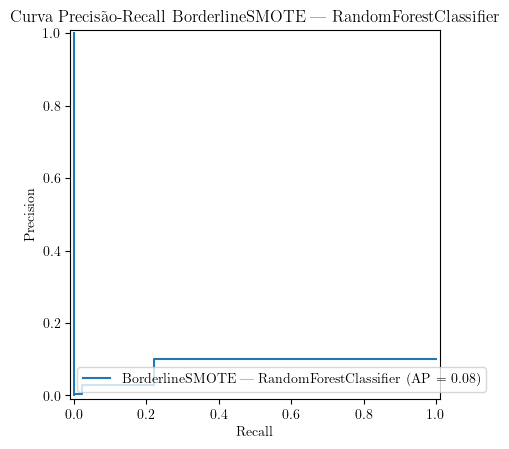 Curva Precisão-Recall BorderlineSMOTE — RandomForestClassifier
1.0
0.8
0.6
0.4
0.2
0.0
Precision
BorderlineSMOTE — RandomForestClassifier (AP = 0.08)
0.0 0.2 0.4 0.6 0.8 1.0
Recall